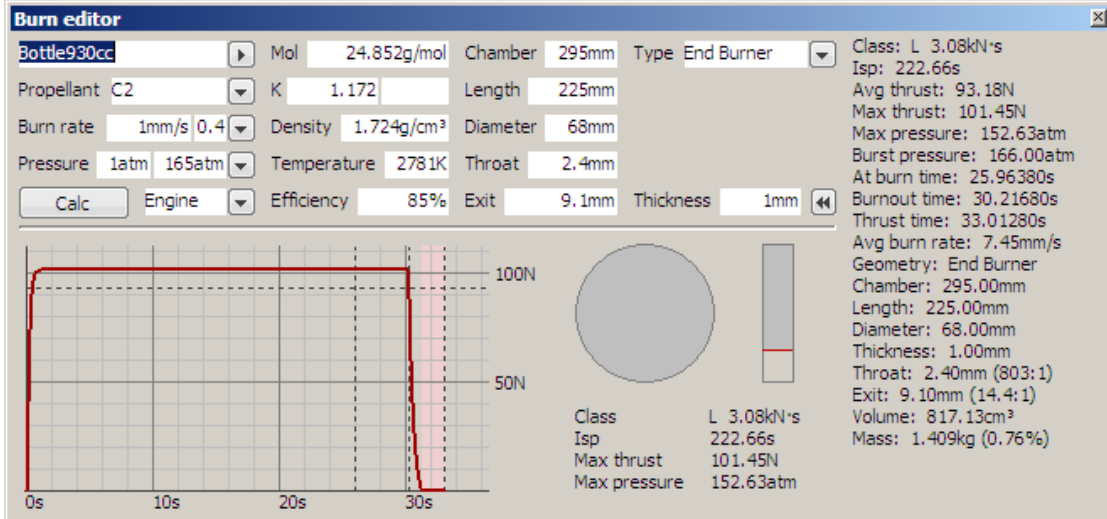 Burn editor
Bottle930cc Mol 24.852g/mol Chamber 295mm Type End Burner
Propellant C2 K 1.172 Length 225mm
Burn rate 1mm/s 0.4 Density 1.724g/cm³ Diameter 68mm
Pressure 1atm 165atm Temperature 2781K Throat 2.4mm
Calc Engine Efficiency 85% Exit 9.1mm Thickness 1mm
100N
50N
0s 10s 20s 30s
Class L 3.08kN·s
Isp 222.66s
Max thrust 101.45N
Max pressure 152.63atm
Class: L 3.08kN·s
Isp: 222.66s
Avg thrust: 93.18N
Max thrust: 101.45N
Max pressure: 152.63atm
Burst pressure: 166.00atm
At burn time: 25.96380s
Burnout time: 30.21680s
Thrust time: 33.01280s
Avg burn rate: 7.45mm/s
Geometry: End Burner
Chamber: 295.00mm
Length: 225.00mm
Diameter: 68.00mm
Thickness: 1.00mm
Throat: 2.40mm (803:1)
Exit: 9.10mm (14.4:1)
Volume: 817.13cm³
Mass: 1.409kg (0.76%)